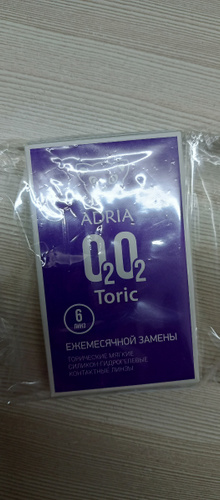 ADRIA
O2O2
Toric
6
ЛИНЗ
ЕЖЕМЕСЯЧНОЙ ЗАМЕНЫ
ТОРИЧЕСКИЕ МЯГКИЕ
СИЛИКОН-ГИДРОГЕЛЕВЫЕ
КОНТАКТНЫЕ ЛИНЗЫ